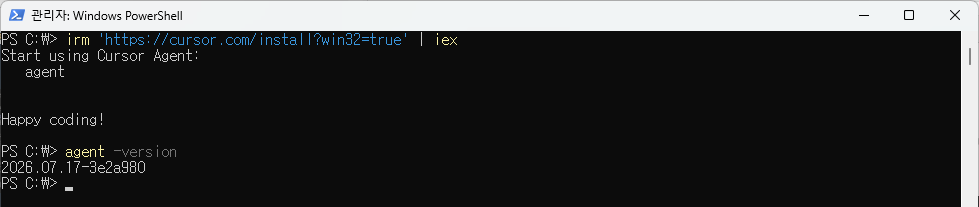 관리자: Windows PowerShell
PS C:\> irm 'https://cursor.com/install?win32=true' | iex
Start using Cursor Agent:
   agent


Happy coding!

PS C:\> agent -version
2026.07.17-3e2a980
PS C:\>